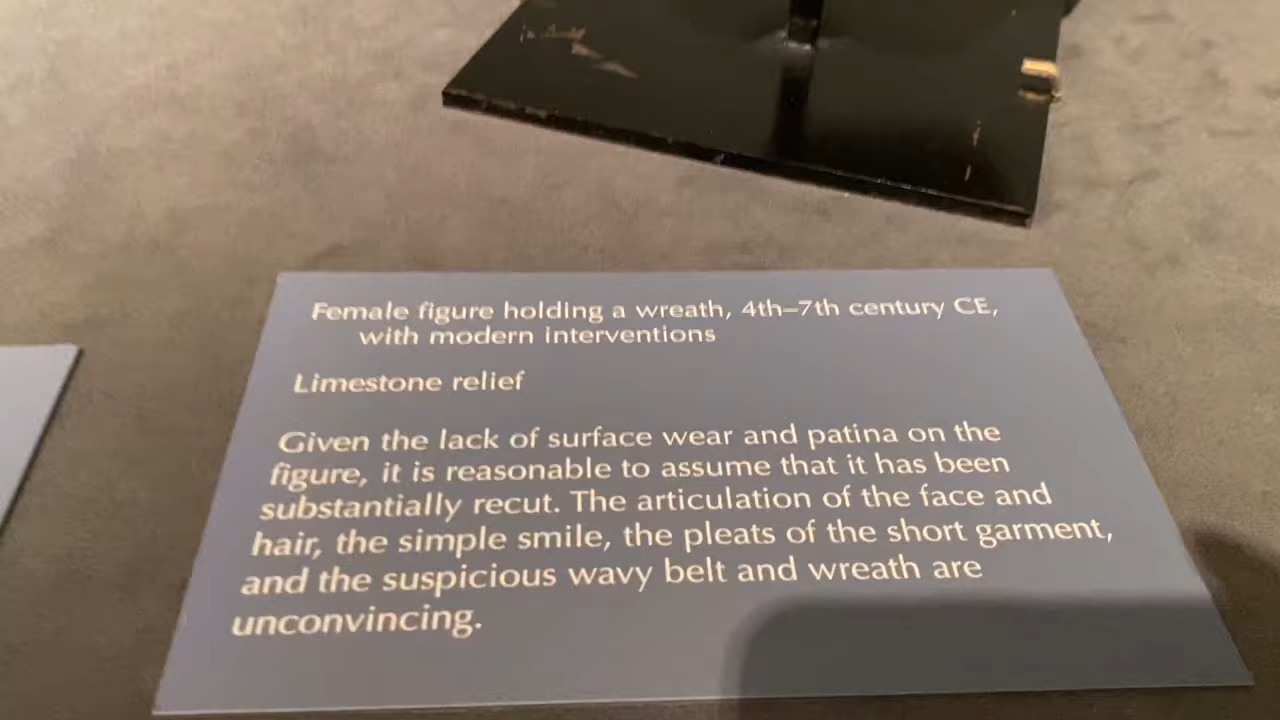 Female figure holding a wreath, 4th–7th century CE,
with modern interventions
Limestone relief
Given the lack of surface wear and patina on the
figure, it is reasonable to assume that it has been
substantially recut. The articulation of the face and
hair, the simple smile, the pleats of the short garment,
and the suspicious wavy belt and wreath are
unconvincing.